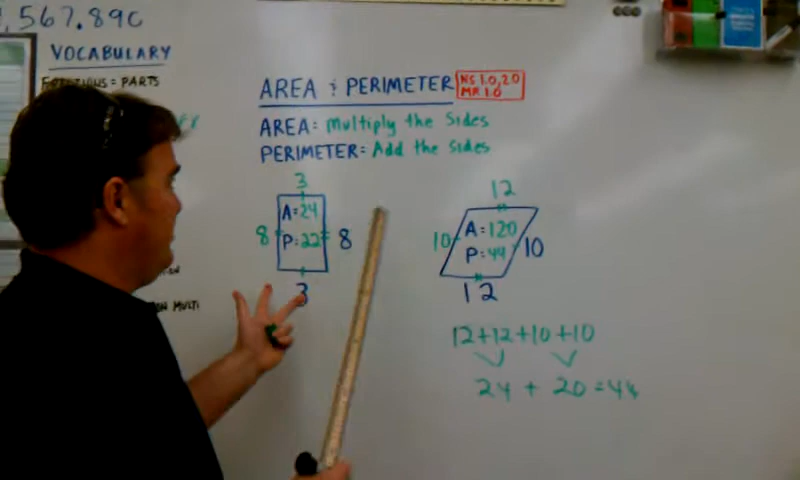 ,567.890
VOCABULARY
= PARTS
AREA & PERIMETER
NS 1.0, 2.0
MR 1.0
AREA: Multiply the Sides
PERIMETER: Add the Sides
3
A=24
8 P=22 8
3
12
A=120
10 P=44 10
12
12+12+10+10
24 + 20 = 44
MULTI